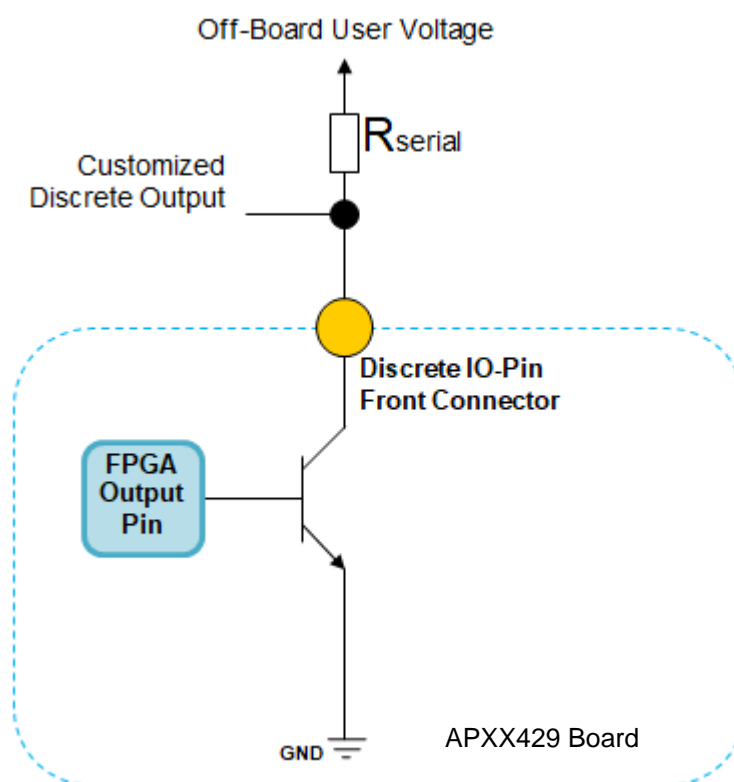 Off-Board User Voltage
Rserial
Customized
Discrete Output
Discrete IO-Pin
Front Connector
FPGA
Output
Pin
GND
APXX429 Board